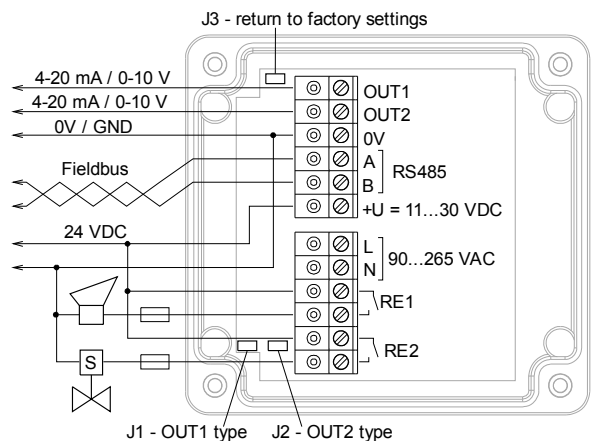 J3 - return to factory settings
4-20 mA / 0-10 V
OUT1
4-20 mA / 0-10 V
OUT2
0V / GND
0V
Fieldbus
A
B
RS485
+U = 11...30 VDC
24 VDC
L
N
90...265 VAC
RE1
RE2
S
J1 - OUT1 type
J2 - OUT2 type